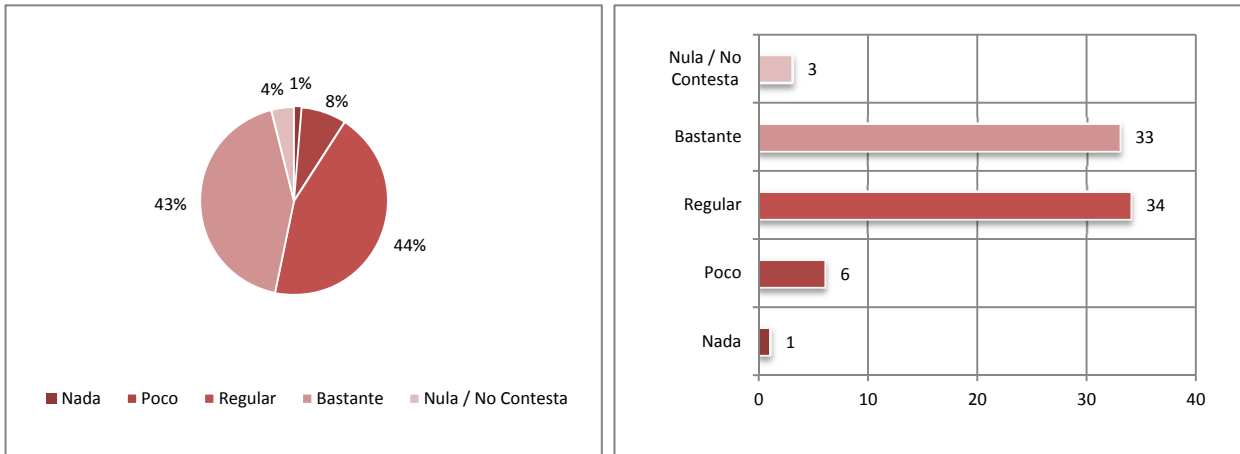 4%
1%
8%
43%
44%
Nada Poco Regular Bastante Nula / No Contesta
Nula / No
Contesta
3
Bastante
33
Regular
34
Poco
6
Nada
1
0 10 20 30 40